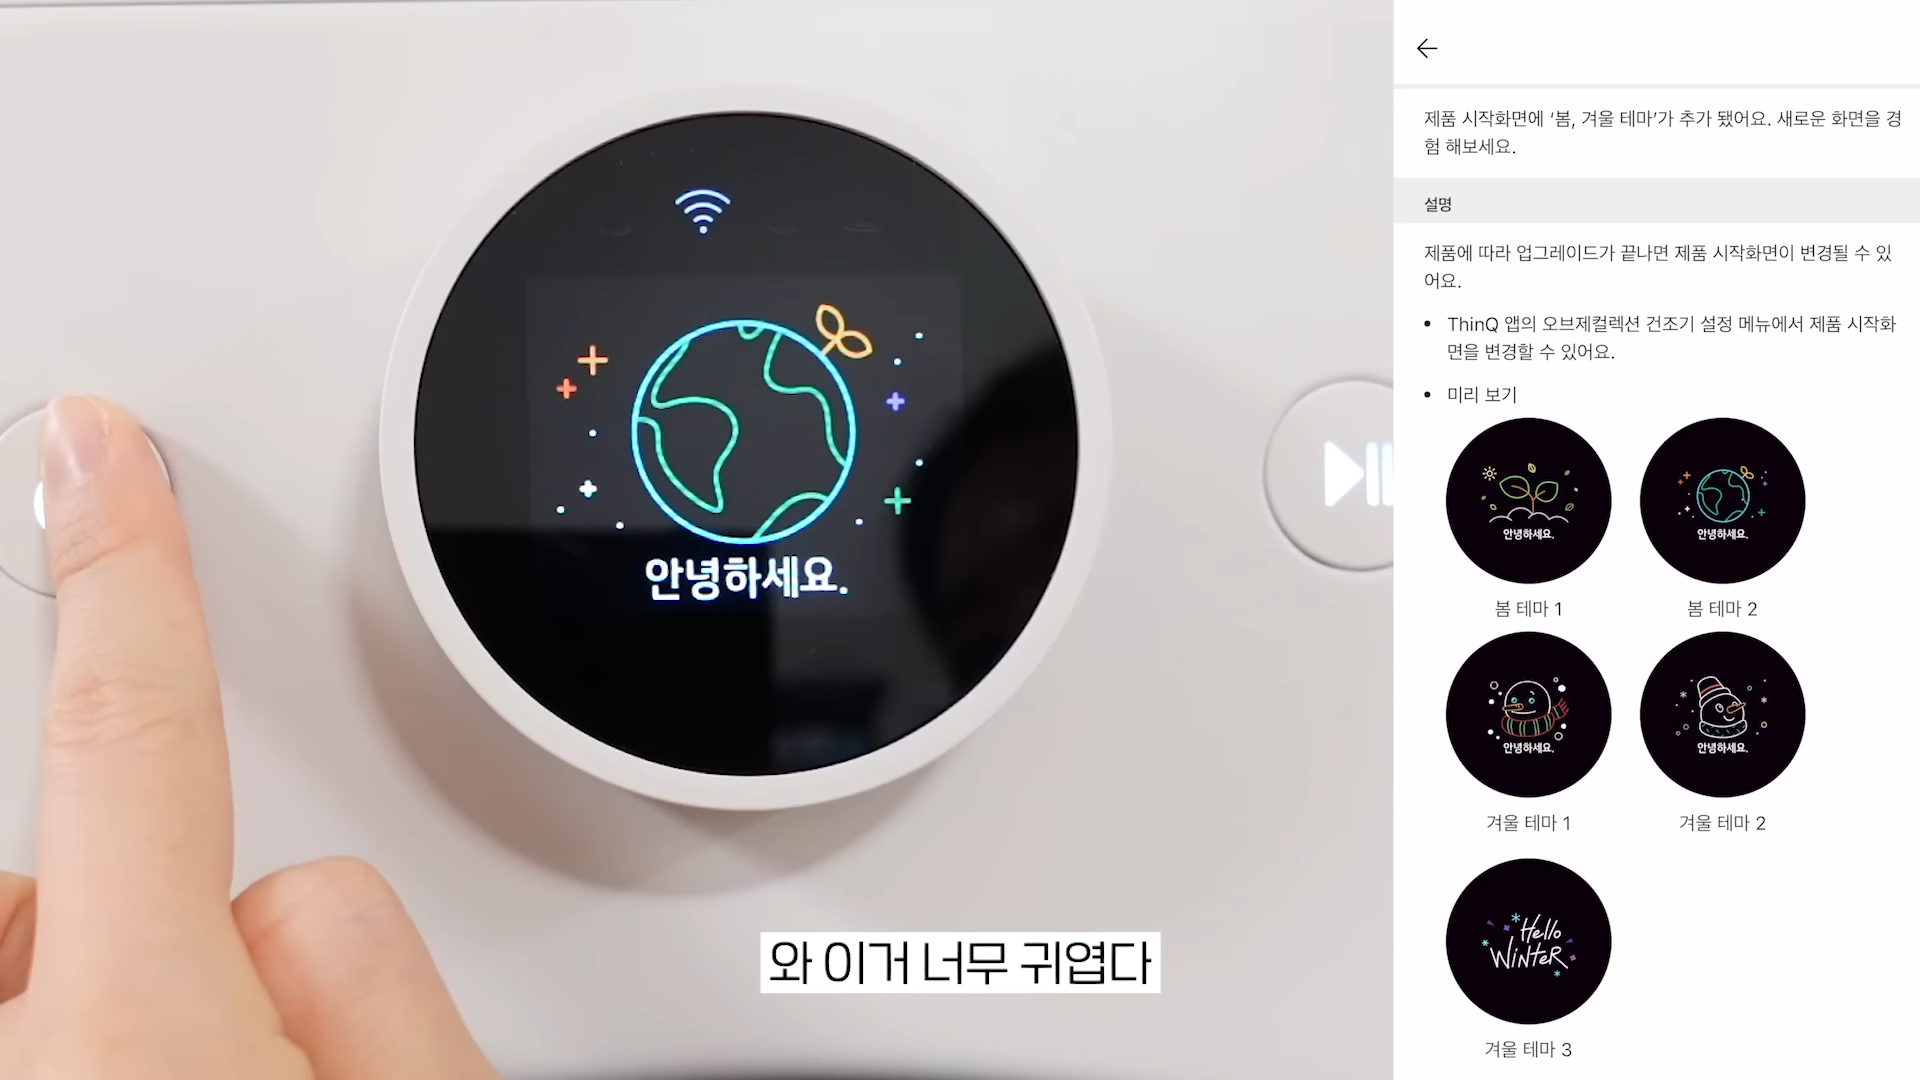 안녕하세요.
와 이거 너무 귀엽다
제품 시작화면에 ‘봄, 겨울 테마’가 추가 됐어요. 새로운 화면을 경
험 해보세요.
설명
제품에 따라 업그레이드가 끝나면 제품 시작화면이 변경될 수 있
어요.
• ThinQ 앱의 오브제컬렉션 건조기 설정 메뉴에서 제품 시작화
면을 변경할 수 있어요.
• 미리 보기
안녕하세요.
안녕하세요.
봄 테마 1
봄 테마 2
안녕하세요.
안녕하세요.
겨울 테마 1
겨울 테마 2
Hello
WiNteR
겨울 테마 3